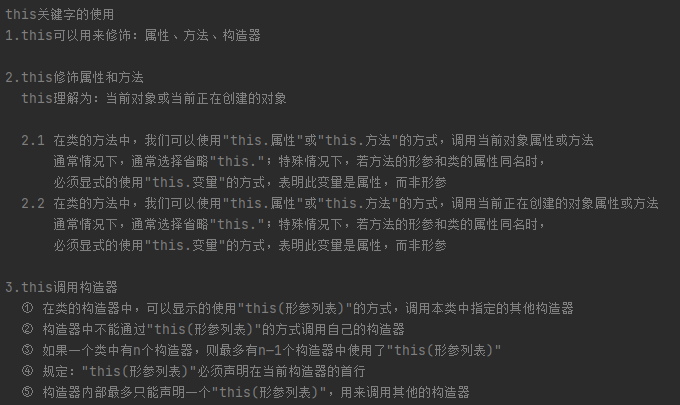 this关键字的使用
1.this可以用来修饰：属性、方法、构造器
2.this修饰属性和方法
this理解为：当前对象或当前正在创建的对象
2.1 在类的方法中，我们可以使用"this.属性"或"this.方法"的方式，调用当前对象属性或方法
通常情况下，通常选择省略"this."；特殊情况下，若方法的形参和类的属性同名时，
必须显式的使用"this.变量"的方式，表明此变量是属性，而非形参
2.2 在类的方法中，我们可以使用"this.属性"或"this.方法"的方式，调用当前正在创建的对象属性或方法
通常情况下，通常选择省略"this."；特殊情况下，若方法的形参和类的属性同名时，
必须显式的使用"this.变量"的方式，表明此变量是属性，而非形参
3.this调用构造器
① 在类的构造器中，可以显示的使用"this(形参列表)"的方式，调用本类中指定的其他构造器
② 构造器中不能通过"this(形参列表)"的方式调用自己的构造器
③ 如果一个类中有n个构造器，则最多有n-1个构造器中使用了"this(形参列表)"
④ 规定："this(形参列表)"必须声明在当前构造器的首行
⑤ 构造器内部最多只能声明一个"this(形参列表)"，用来调用其他的构造器